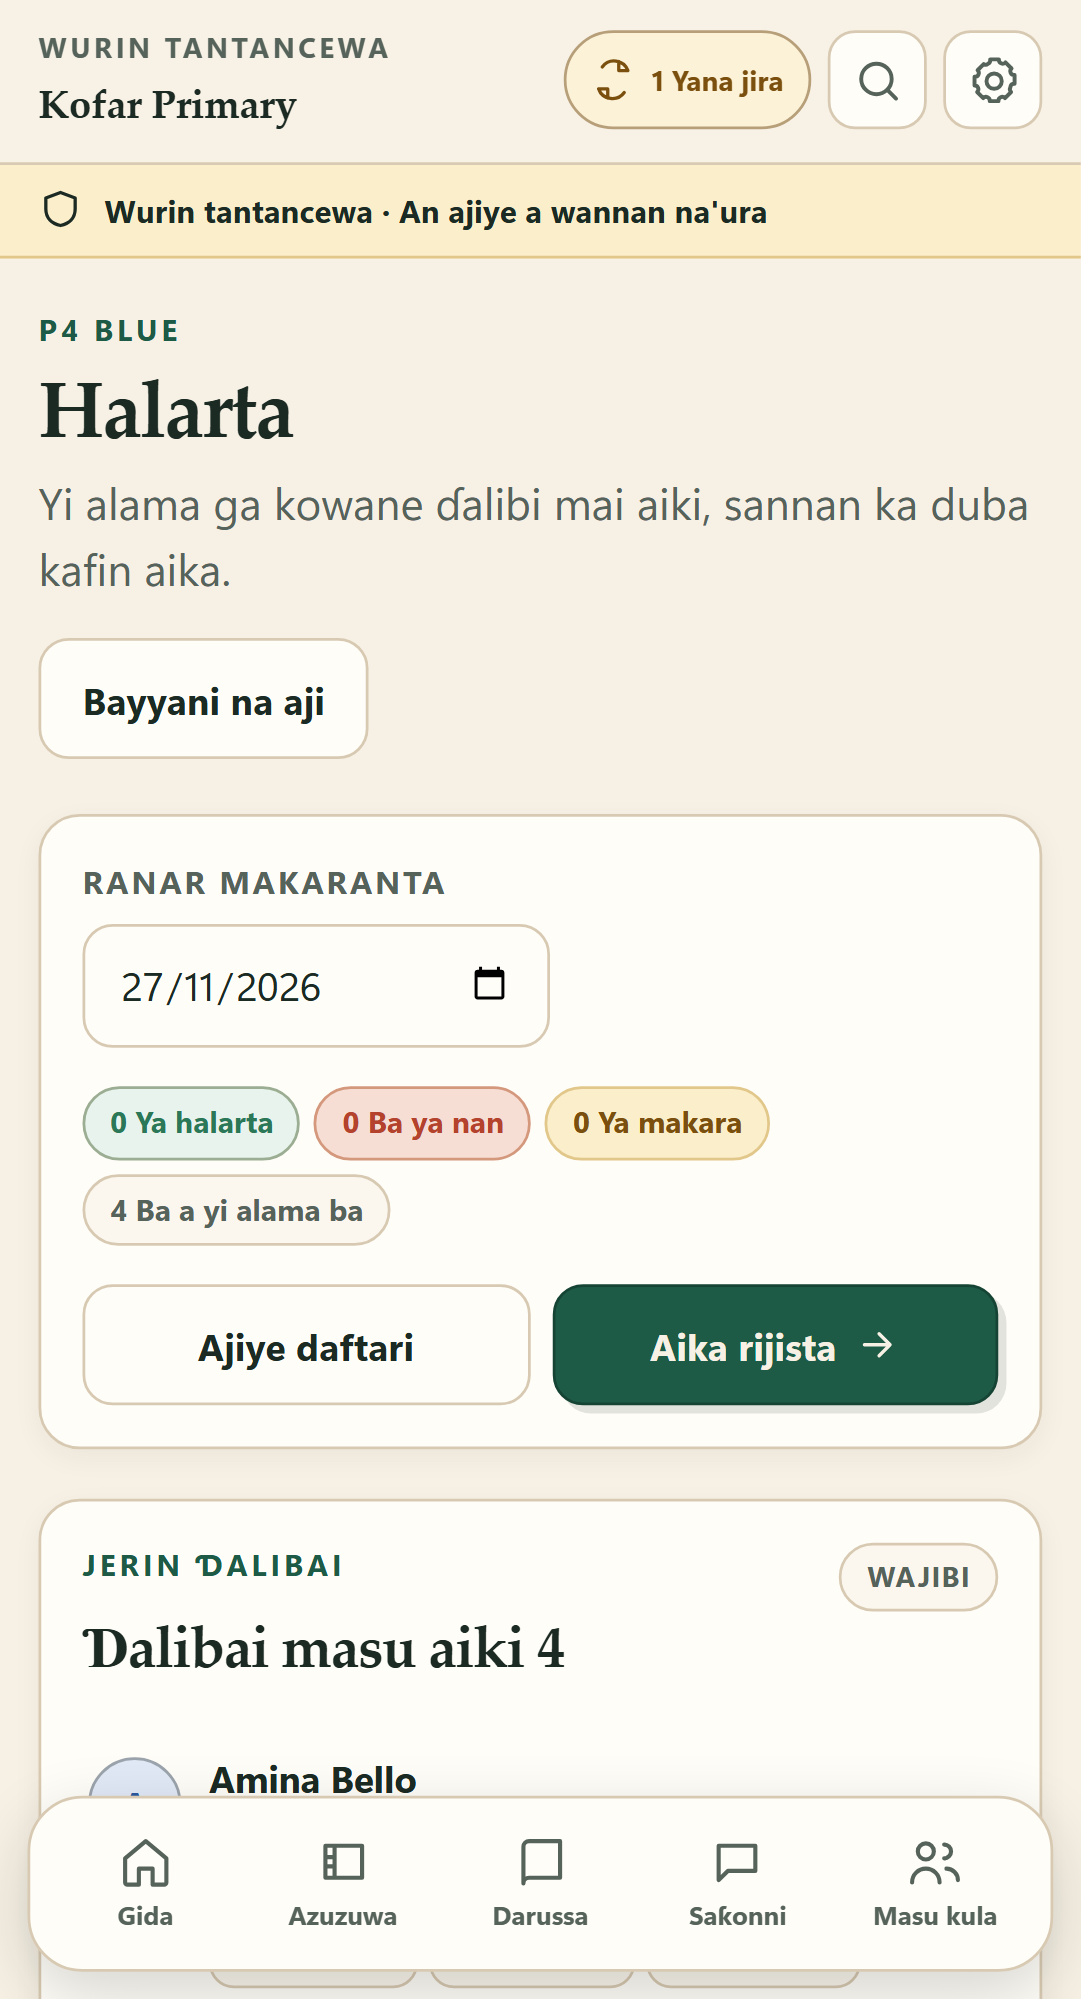 WURIN TANTANCEWA
Kofar Primary
1 Yana jira
Wurin tantancewa · An ajiye a wannan na'ura
P4 BLUE
Halarta
Yi alama ga kowane ɗalibi mai aiki, sannan ka duba
kafin aika.
Bayyani na aji
RANAR MAKARANTA
27/11/2026
0 Ya halarta
0 Ba ya nan
0 Ya makara
4 Ba a yi alama ba
Ajiye daftari
Aika rijista
JERIN ƊALIBAI
WAJIBI
Ɗalibai masu aiki 4
Amina Bello
Gida
Azuzuwa
Darussa
Saƙonni
Masu kula